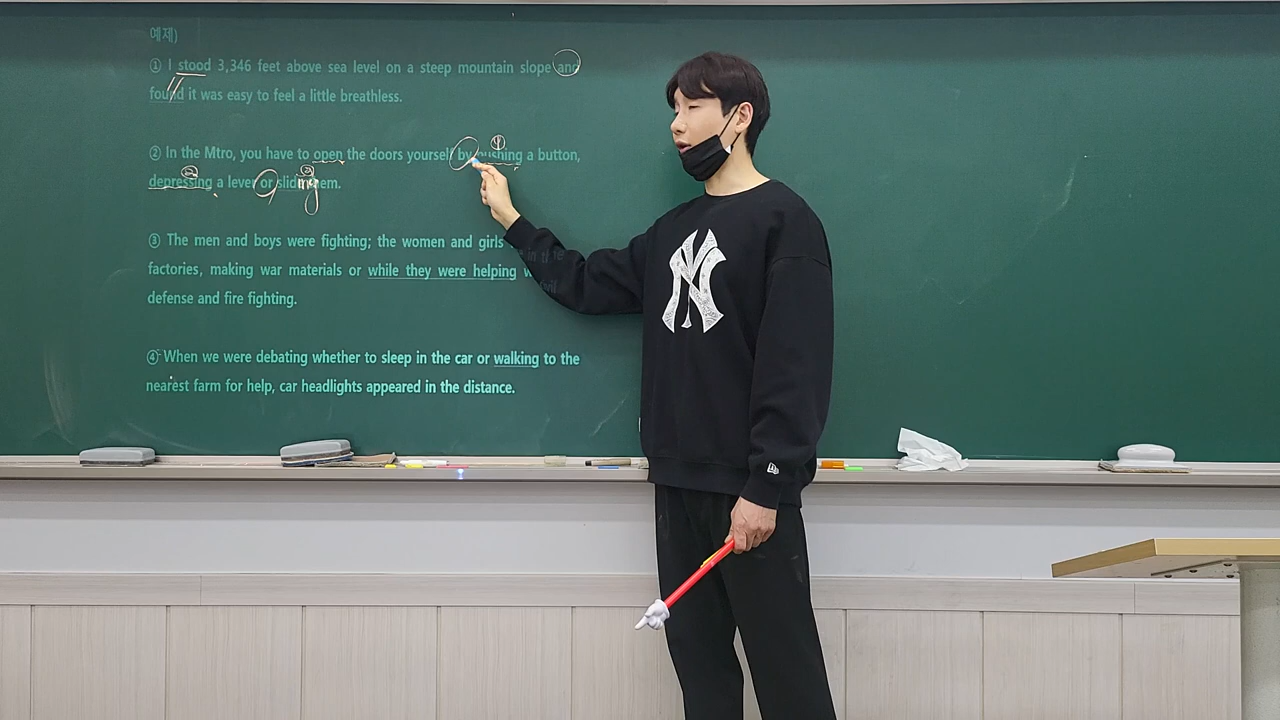 예제)
① I stood 3,346 feet above sea level on a steep mountain slope and
found it was easy to feel a little breathless.
② In the Mtro, you have to open the doors yourself by pushing a button,
depressing a lever or sliding them.
③ The men and boys were fighting; the women and girls in the
factories, making war materials or while they were helping
defense and fire fighting.
④ When we were debating whether to sleep in the car or walking to the
nearest farm for help, car headlights appeared in the distance.
NY